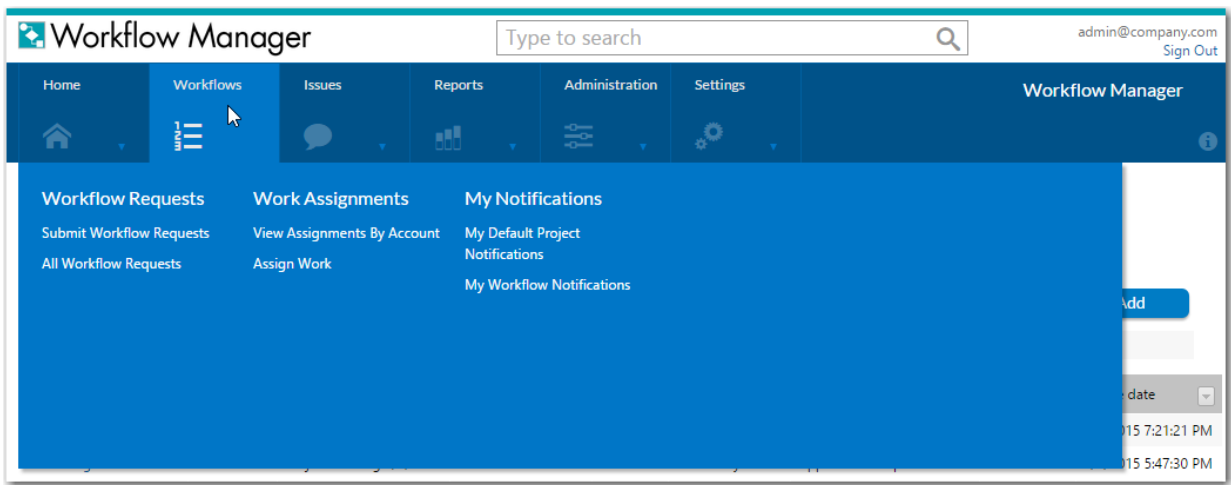 Workflow Manager
Type to search
admin@company.com
Sign Out
Home
Workflows
Issues
Reports
Administration
Settings
Workflow Manager
Workflow Requests
Work Assignments
My Notifications
Submit Workflow Requests
View Assignments By Account
My Default Project
Notifications
All Workflow Requests
Assign Work
My Workflow Notifications
Add
date
015 7:21:21 PM
015 5:47:30 PM